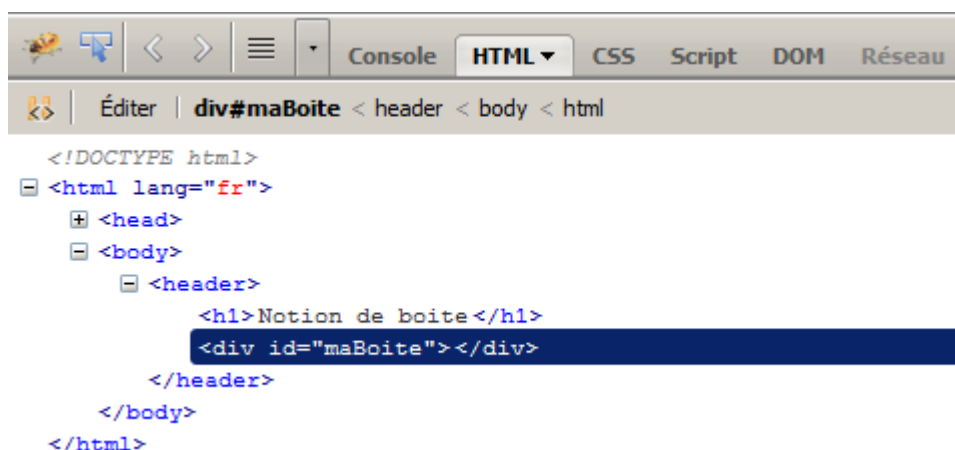 Console HTML CSS Script DOM Réseau
Éditer | div#maBoite < header < body < html
<!DOCTYPE html>
<html lang="fr">
<head>
<body>
<header>
<h1>Notion de boite</h1>
<div id="maBoite"></div>
</header>
</body>
</html>